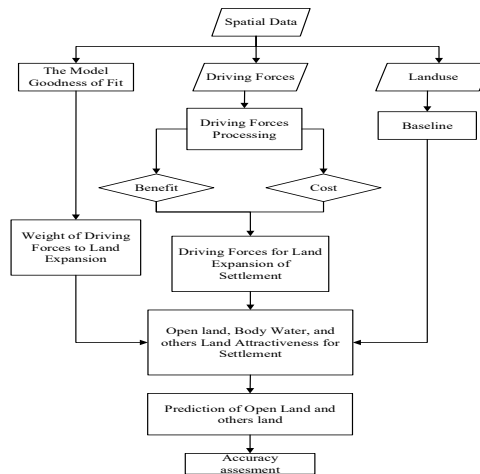 Spatial Data
The Model
Goodness of Fit
Driving Forces
Landuse
Driving Forces
Processing
Baseline
Benefit
Cost
Weight of Driving
Forces to Land
Expansion
Driving Forces for Land
Expansion of
Settlement
Open land, Body Water, and
others Land Attractiveness for
Settlement
Prediction of Open Land and
others land
Accuracy
assesment